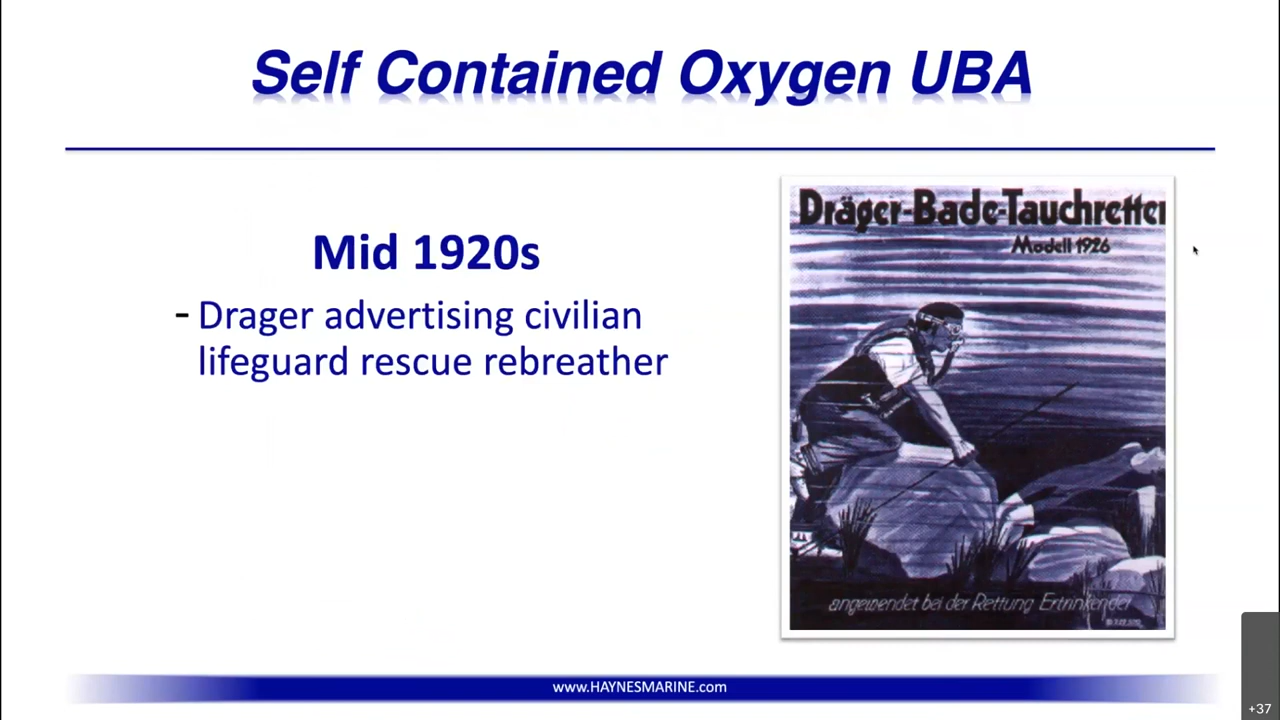 Self Contained Oxygen UBA
Mid 1920s
- Drager advertising civilian
lifeguard rescue rebreather
Dräger-Bade-Tauchretter
Modell 1926
angewendet bei der Rettung Ertrinkender
www.HAYNESMARINE.com
+37